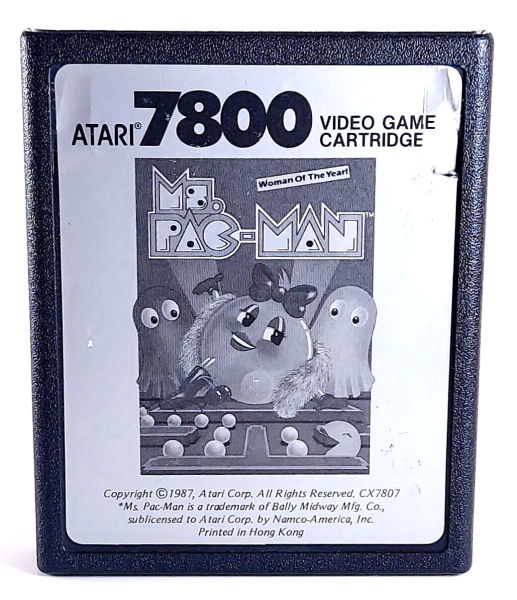 ATARI® 7800 VIDEO GAME
CARTRIDGE
Woman Of The Year!
Ms.
PAC-MAN™
Copyright ©1987, Atari Corp. All Rights Reserved. CX7807
*Ms. Pac-Man is a trademark of Bally Midway Mfg. Co.,
sublicensed to Atari Corp. by Namco-America, Inc.
Printed in Hong Kong